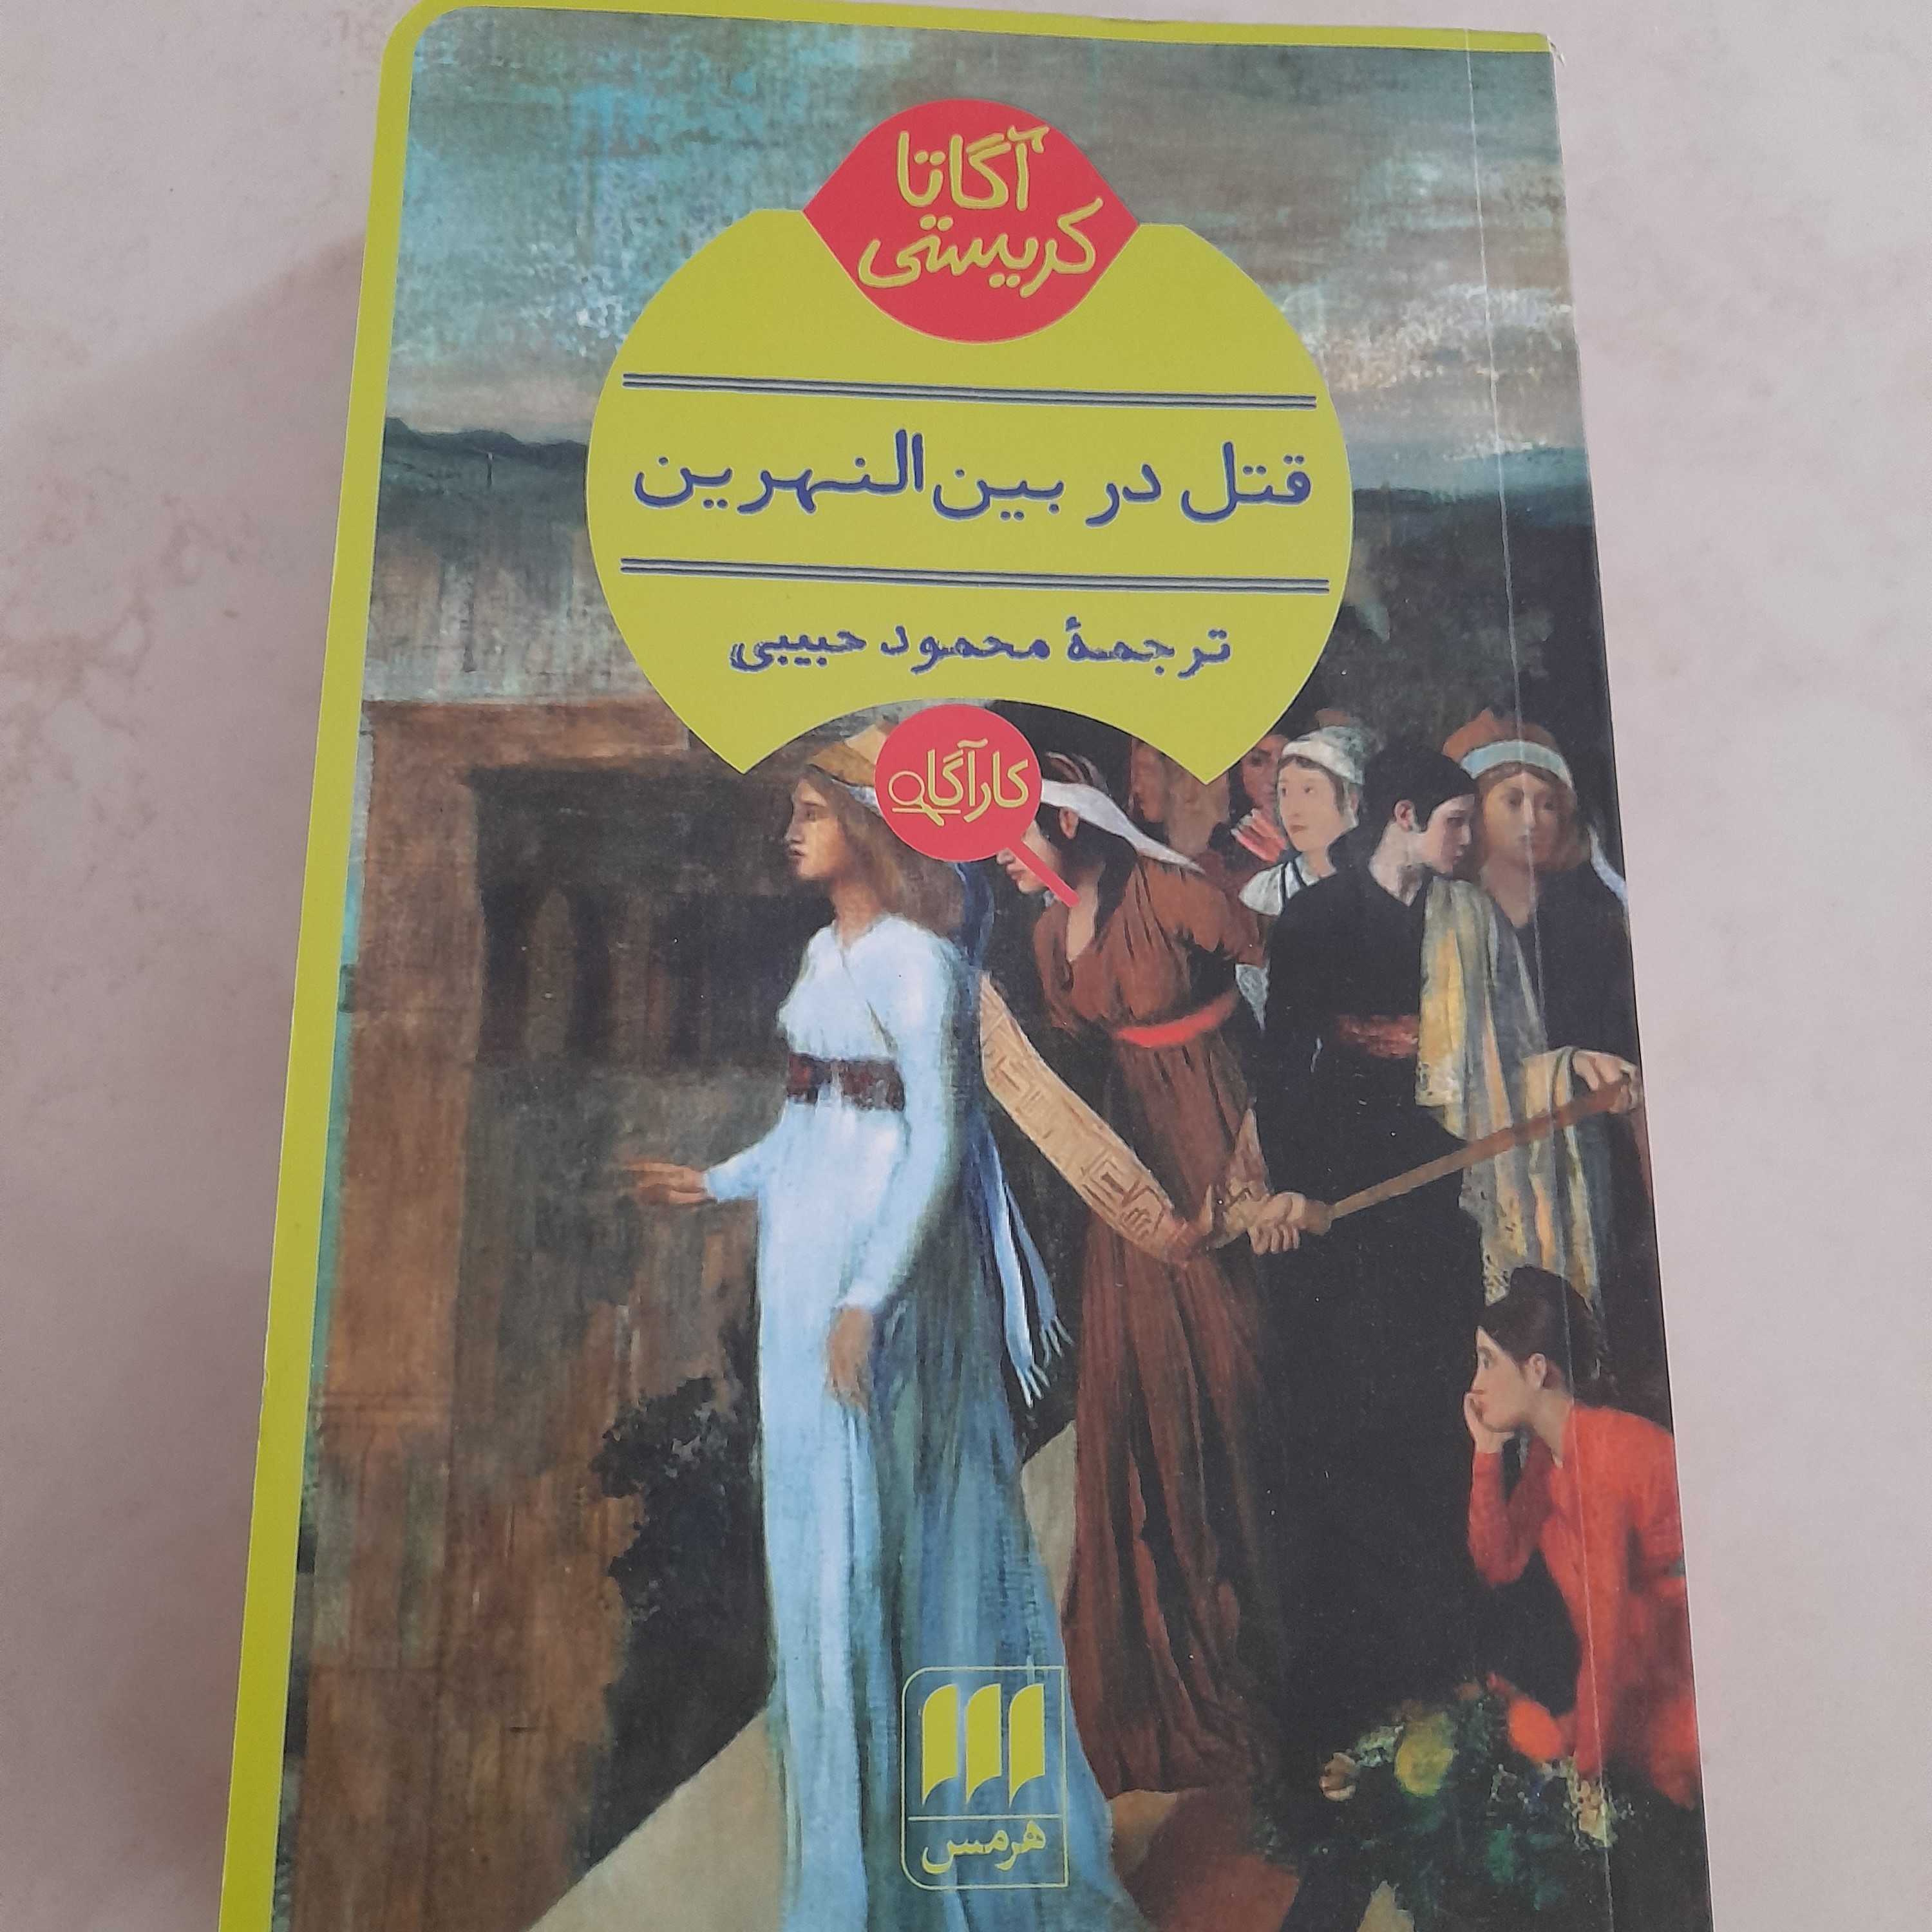 آگاتا
کریستی
قتل در بین‌النهرین
ترجمهٔ محمود حبیبی
کارآگاه
هرمس